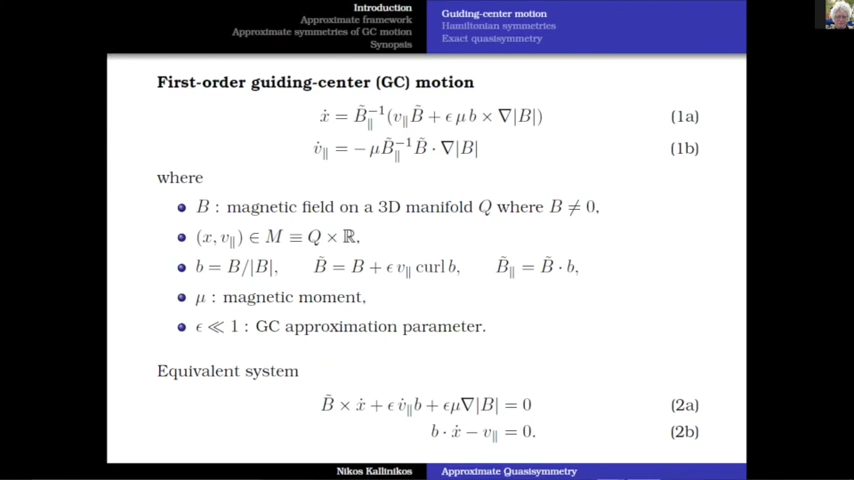 Introduction
Approximate framework
Approximate symmetries of GC motion
Synopsis
Guiding-center motion
Hamiltonian symmetries
Exact quasisymmetry
First-order guiding-center (GC) motion
ẋ = B̃∥⁻¹(v∥B̃ + ϵ μ b × ∇|B|) (1a)
v̇∥ = − μB̃∥⁻¹B̃ · ∇|B| (1b)
where
B : magnetic field on a 3D manifold Q where B ≠ 0,
(x, v∥) ∈ M ≡ Q × ℝ,
b = B/|B|, B̃ = B + ϵ v∥ curl b, B̃∥ = B̃ · b,
μ : magnetic moment,
ϵ ≪ 1 : GC approximation parameter.
Equivalent system
B̃ × ẋ + ϵ v̇∥b + ϵμ∇|B| = 0 (2a)
b · ẋ − v∥ = 0. (2b)
Nikos Kallinikos
Approximate Quasisymmetry